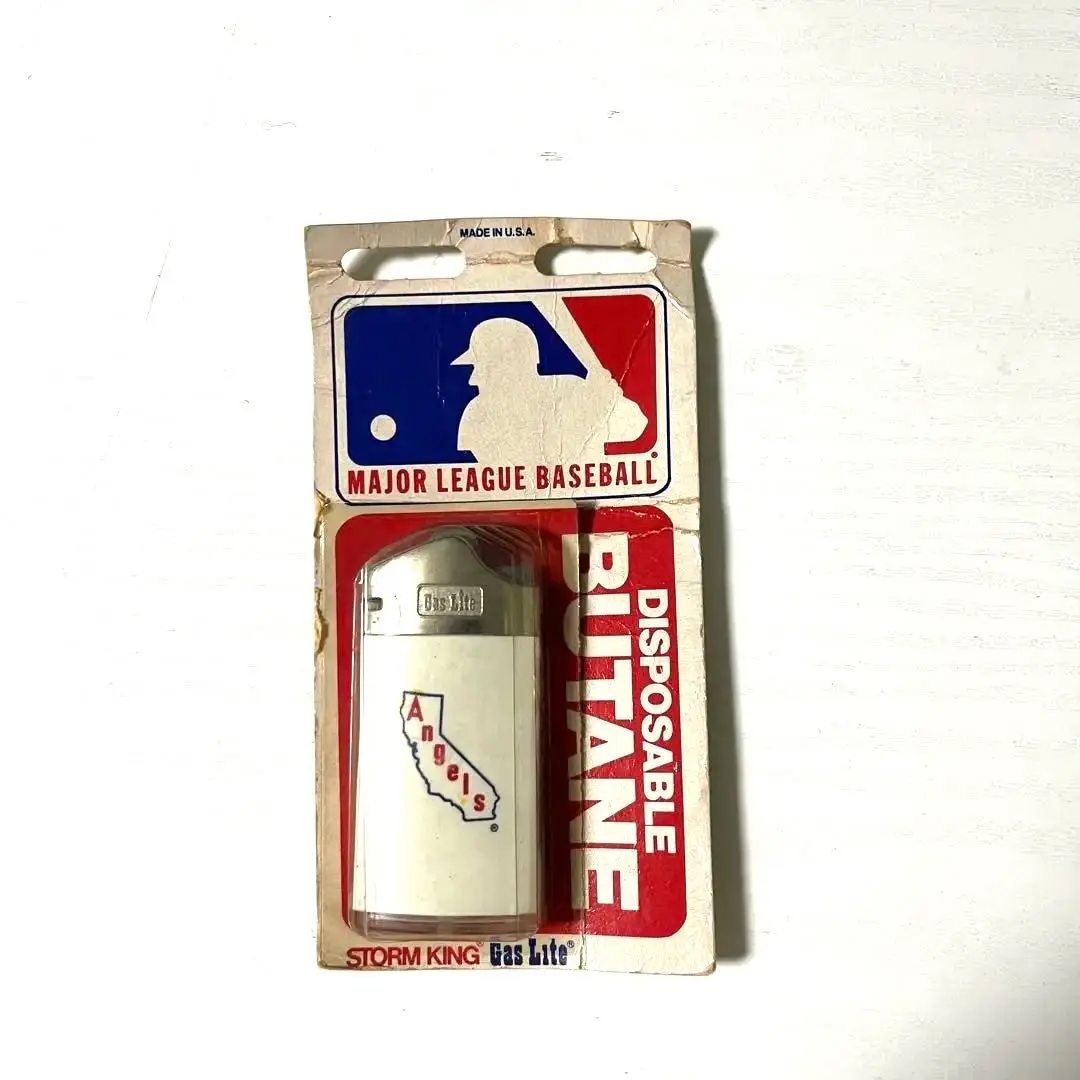 MADE IN U.S.A.
MAJOR LEAGUE BASEBALL®
Gas Lite
Angels
®
DISPOSABLE
BUTANE
STORM KING® Gas Lite®